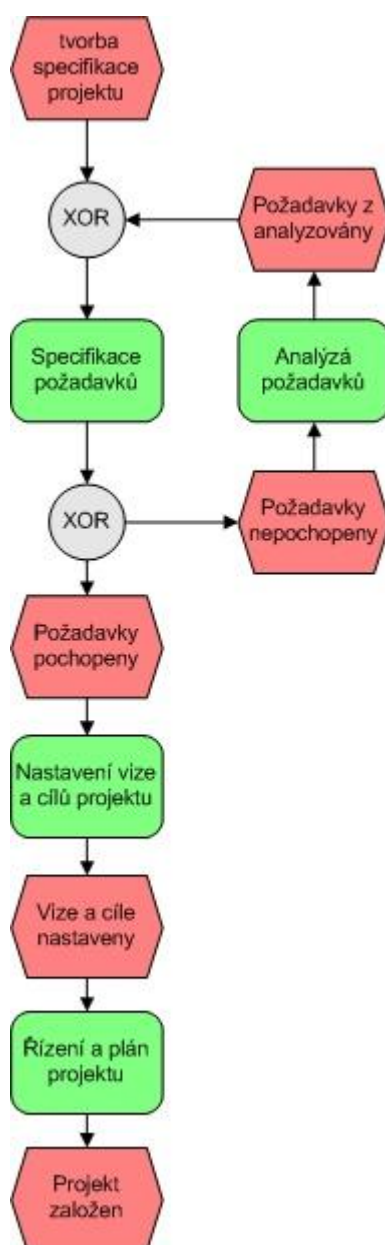 tvorba
specifikace
projektu
XOR
Požadavky z
analyzovány
Specifikace
požadavků
Analýzá
požadavků
XOR
Požadavky
nepochopeny
Požadavky
pochopeny
Nastavení vize
a cílů projektu
Vize a cíle
nastaveny
Řízení a plán
projektu
Projekt
založen